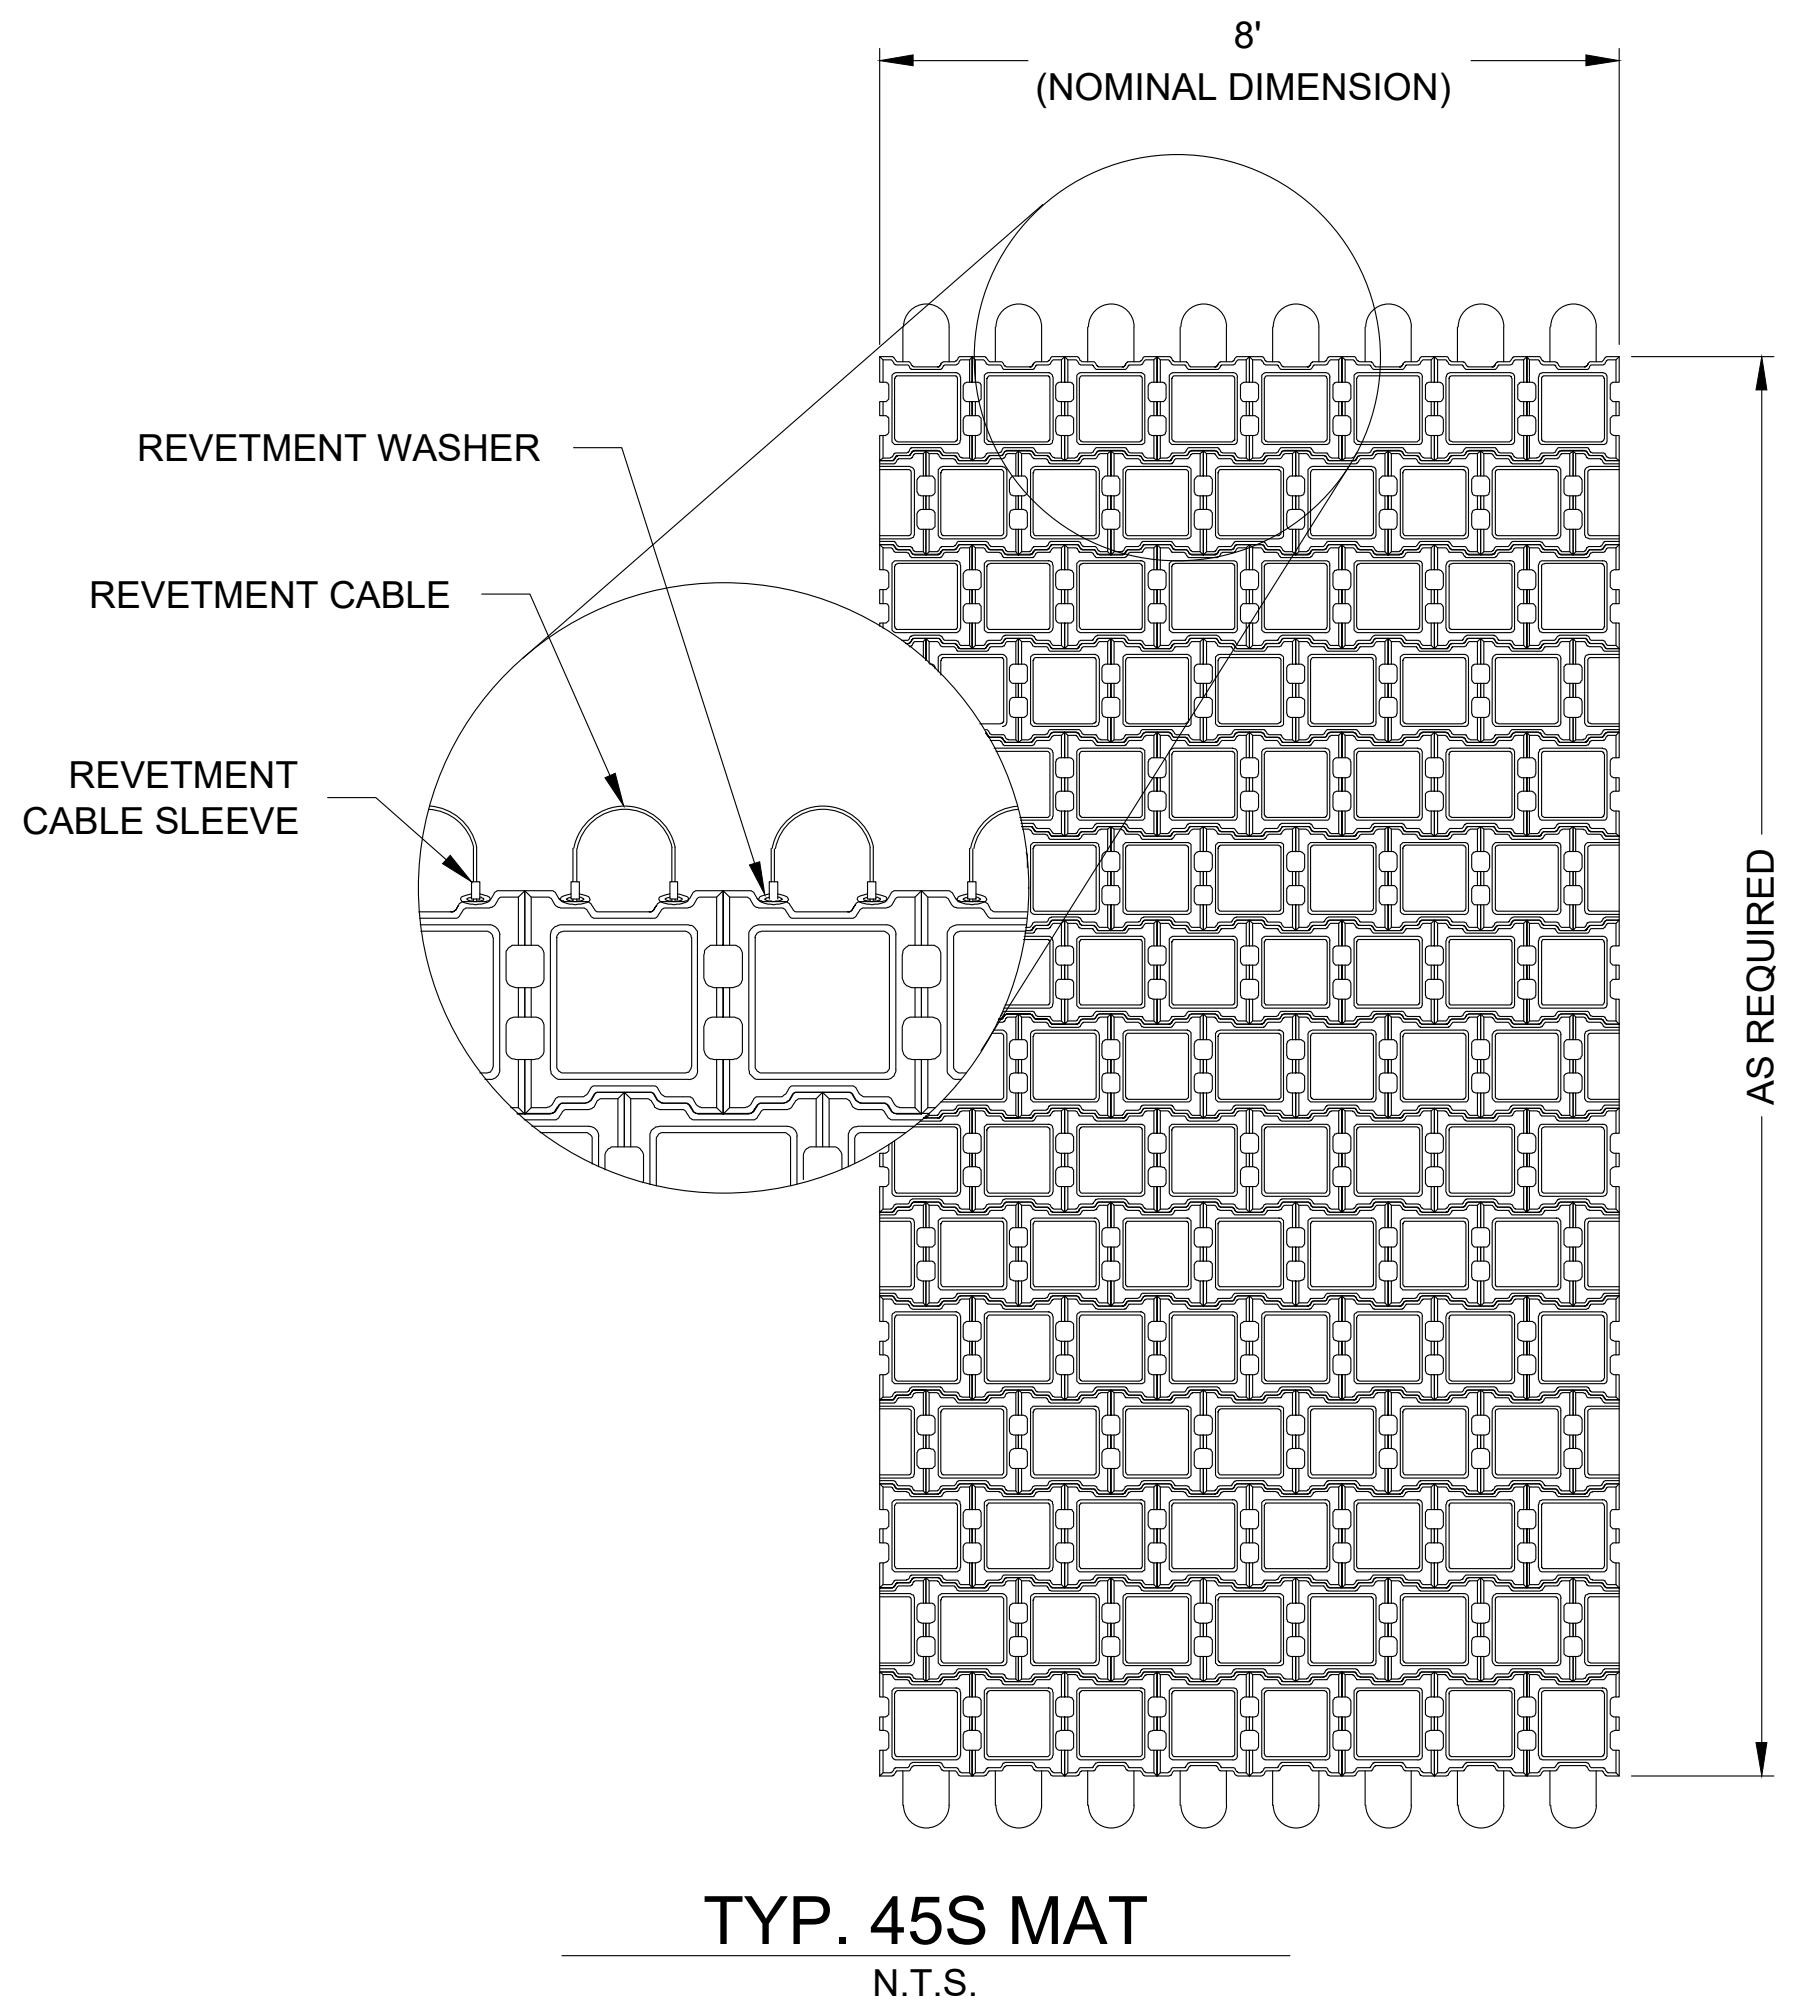 8'
(NOMINAL DIMENSION)
REVETMENT WASHER
REVETMENT CABLE
REVETMENT
CABLE SLEEVE
AS REQUIRED
TYP. 45S MAT
N.T.S.